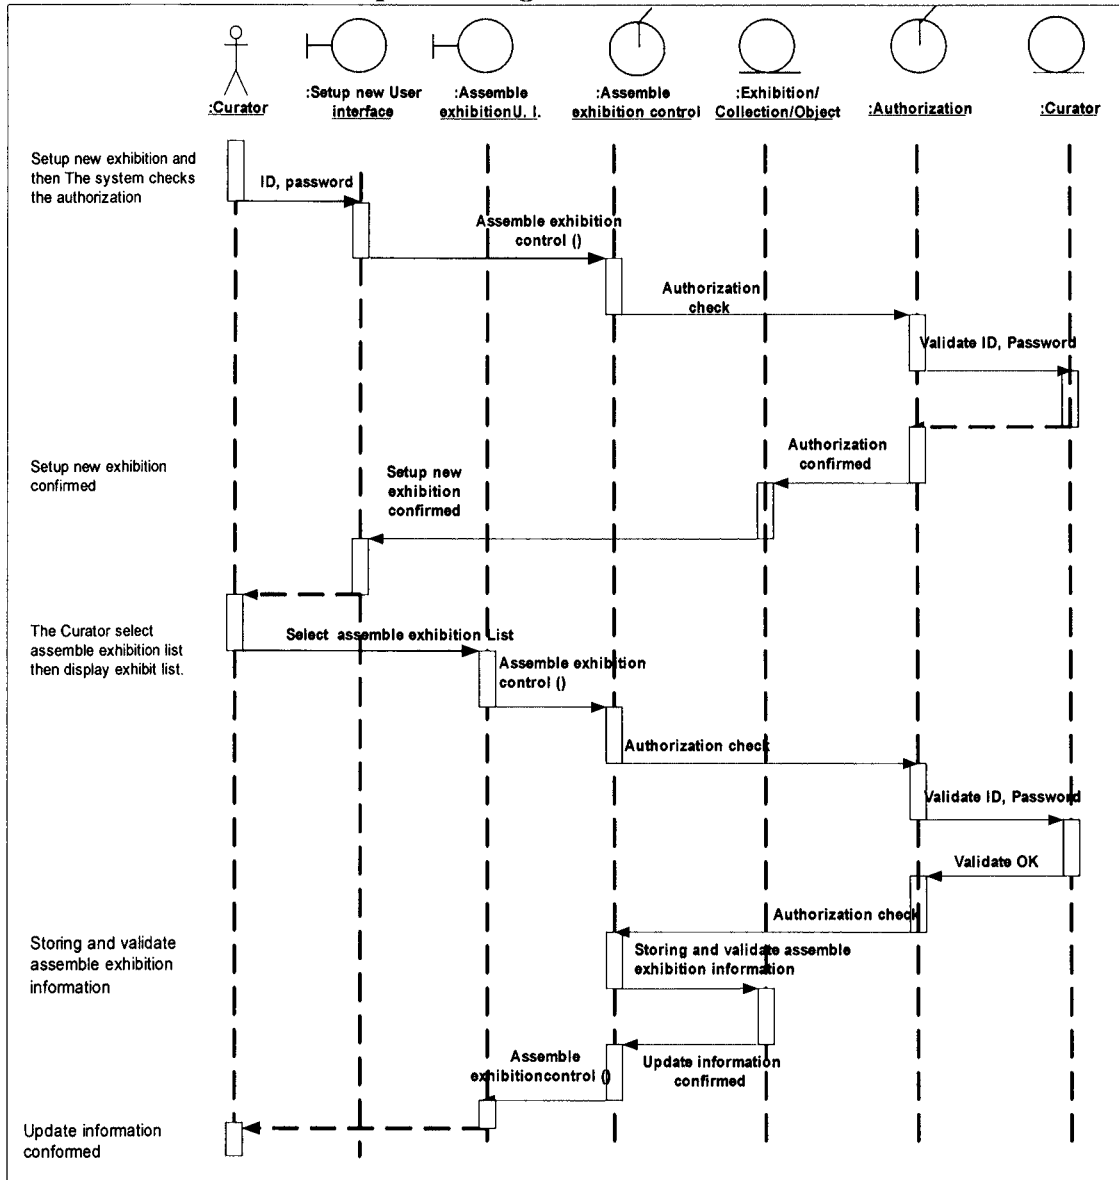 :Curator
:Setup new User
interface
:Assemble
exhibitionU. I.
:Assemble
exhibition control
:Exhibition/
Collection/Object
:Authorization
:Curator
Setup new exhibition and
then The system checks
the authorization
ID, password
Assemble exhibition
control ()
Authorization
check
Validate ID, Password
Authorization
confirmed
Setup new exhibition
confirmed
Setup new
exhibition
confirmed
The Curator select
assemble exhibition list
then display exhibit list.
Select assemble exhibition List
Assemble exhibition
control ()
Authorization check
Validate ID, Password
Validate OK
Authorization check
Storing and validate
assemble exhibition
information
Storing and validate assemble
exhibition information
Update information
confirmed
Assemble
exhibitioncontrol ()
Update information
conformed